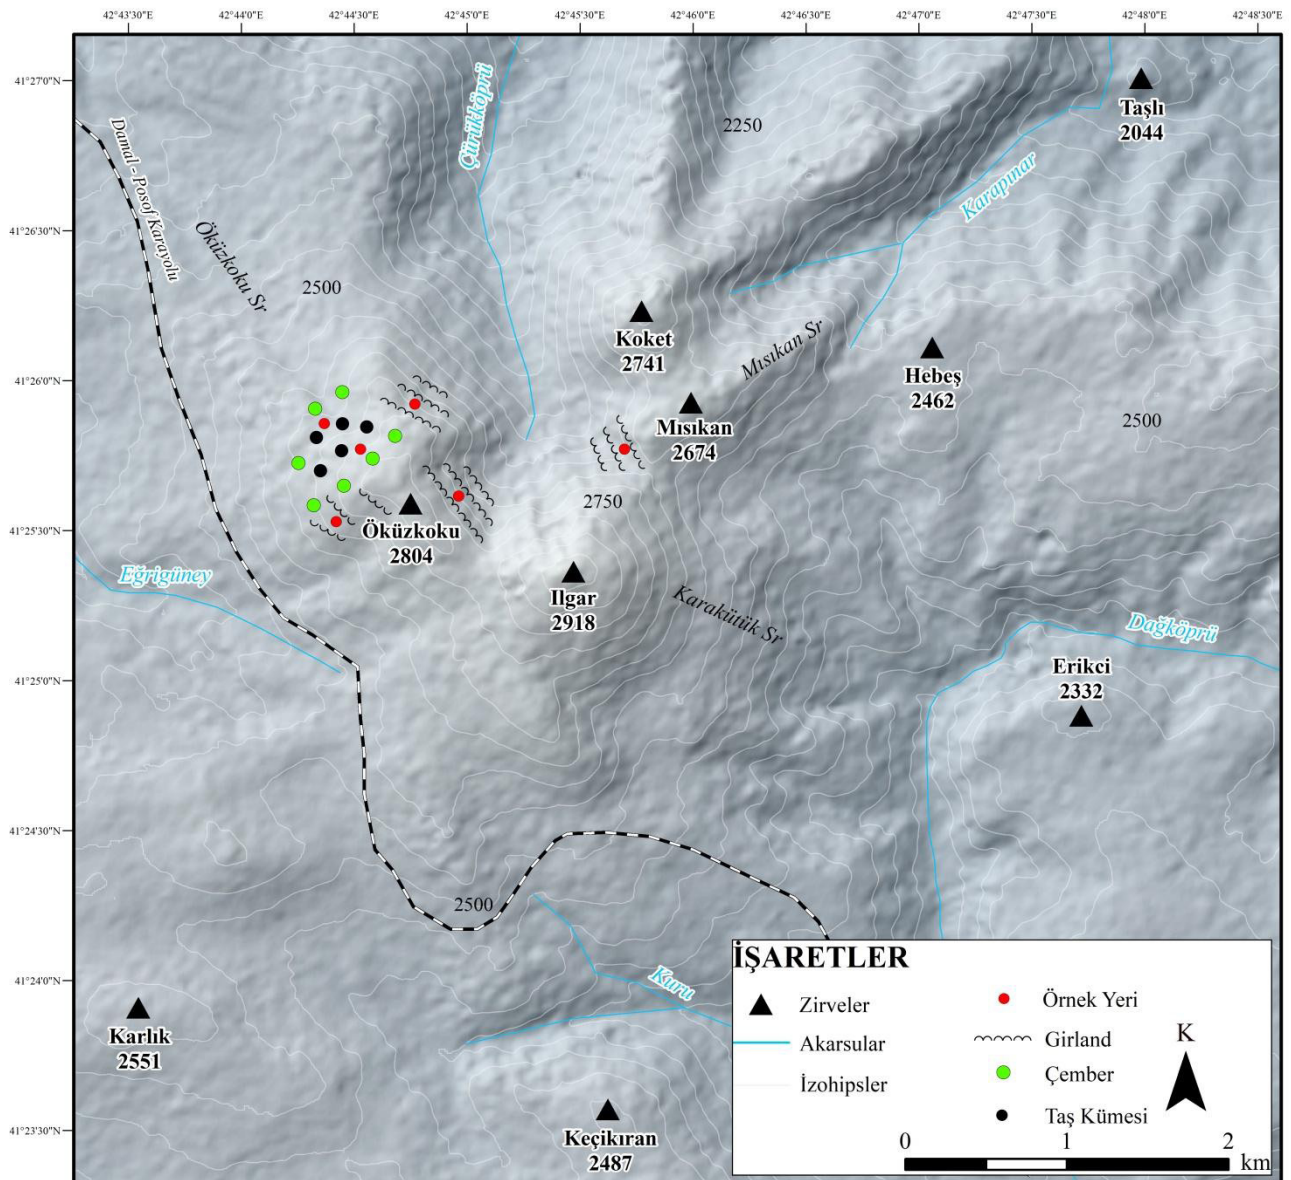 42°43'30"E
42°44'0"E
42°44'30"E
42°45'0"E
42°45'30"E
42°46'0"E
42°46'30"E
42°47'0"E
42°47'30"E
42°48'0"E
42°48'30"E
41°27'0"N
41°26'30"N
41°26'0"N
41°25'30"N
41°25'0"N
41°24'30"N
41°24'0"N
41°23'30"N
Damal - Posof Karayolu
Çürükköprü
2250
Taşlı
2044
Karapınar
Öküzkoku Sr
2500
Koket
2741
Mısıkan Sr
Hebeş
2462
Mısıkan
2674
2500
2750
Öküzkoku
2804
Eğrigüney
Ilgar
2918
Karakütük Sr
Dağköprü
Erikci
2332
2500
Kuru
Karlık
2551
Keçikıran
2487
İŞARETLER
Zirveler
Akarsular
İzohipsler
Örnek Yeri
Girland
Çember
Taş Kümesi
K
0
1
2
km